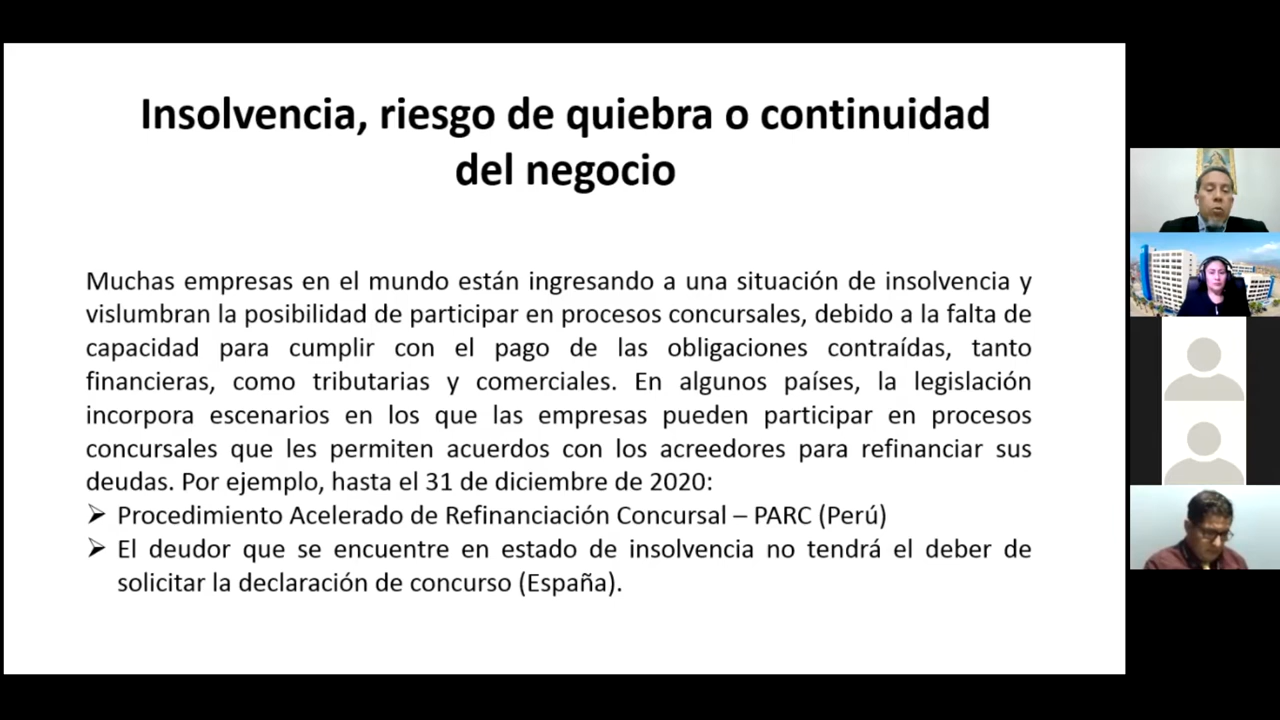 Insolvencia, riesgo de quiebra o continuidad
del negocio
Muchas empresas en el mundo están ingresando a una situación de insolvencia y
vislumbran la posibilidad de participar en procesos concursales, debido a la falta de
capacidad para cumplir con el pago de las obligaciones contraídas, tanto
financieras, como tributarias y comerciales. En algunos países, la legislación
incorpora escenarios en los que las empresas pueden participar en procesos
concursales que les permiten acuerdos con los acreedores para refinanciar sus
deudas. Por ejemplo, hasta el 31 de diciembre de 2020:
➢ Procedimiento Acelerado de Refinanciación Concursal – PARC (Perú)
➢ El deudor que se encuentre en estado de insolvencia no tendrá el deber de
solicitar la declaración de concurso (España).